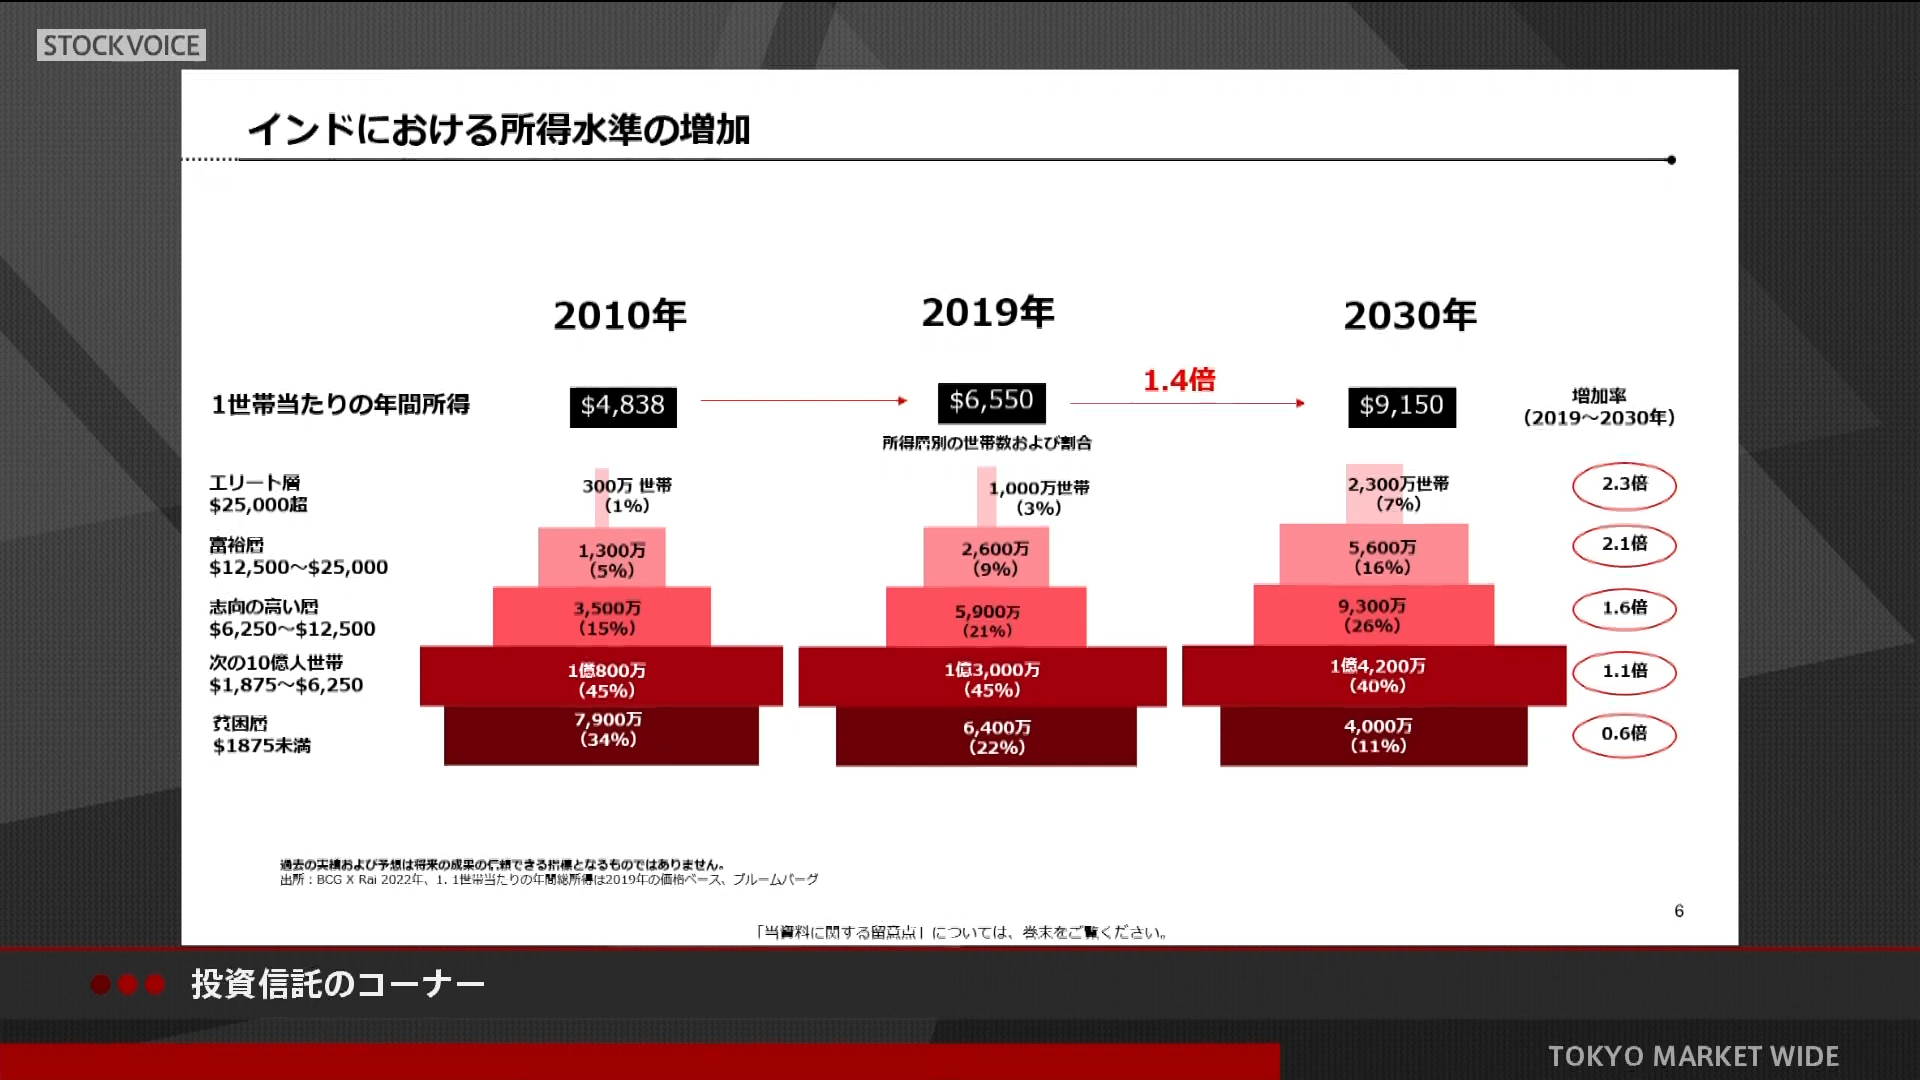 STOCKVOICE
インドにおける所得水準の増加
2010年
2019年
2030年
1世帯当たりの年間所得
$4,838
$6,550
1.4倍
$9,150
増加率
（2019～2030年）
所得層別の世帯数および割合
エリート層
$25,000超
300万 世帯
（1%）
1,000万世帯
（3%）
2,300万世帯
（7%）
2.3倍
富裕層
$12,500～$25,000
1,300万
（5%）
2,600万
（9%）
5,600万
（16%）
2.1倍
志向の高い層
$6,250～$12,500
3,500万
（15%）
5,900万
（21%）
9,300万
（26%）
1.6倍
次の10億人世帯
$1,875～$6,250
1億800万
（45%）
1億3,000万
（45%）
1億4,200万
（40%）
1.1倍
貧困層
$1875未満
7,900万
（34%）
6,400万
（22%）
4,000万
（11%）
0.6倍
過去の実績および予想は将来の成果の信頼できる指標となるものではありません。
出所：BCG X Rai 2022年、1. 1世帯当たりの年間総所得は2019年の価格ベース、ブルームバーグ
6
「当資料に関する留意点」については、巻末をご覧ください。
投資信託のコーナー
TOKYO MARKET WIDE